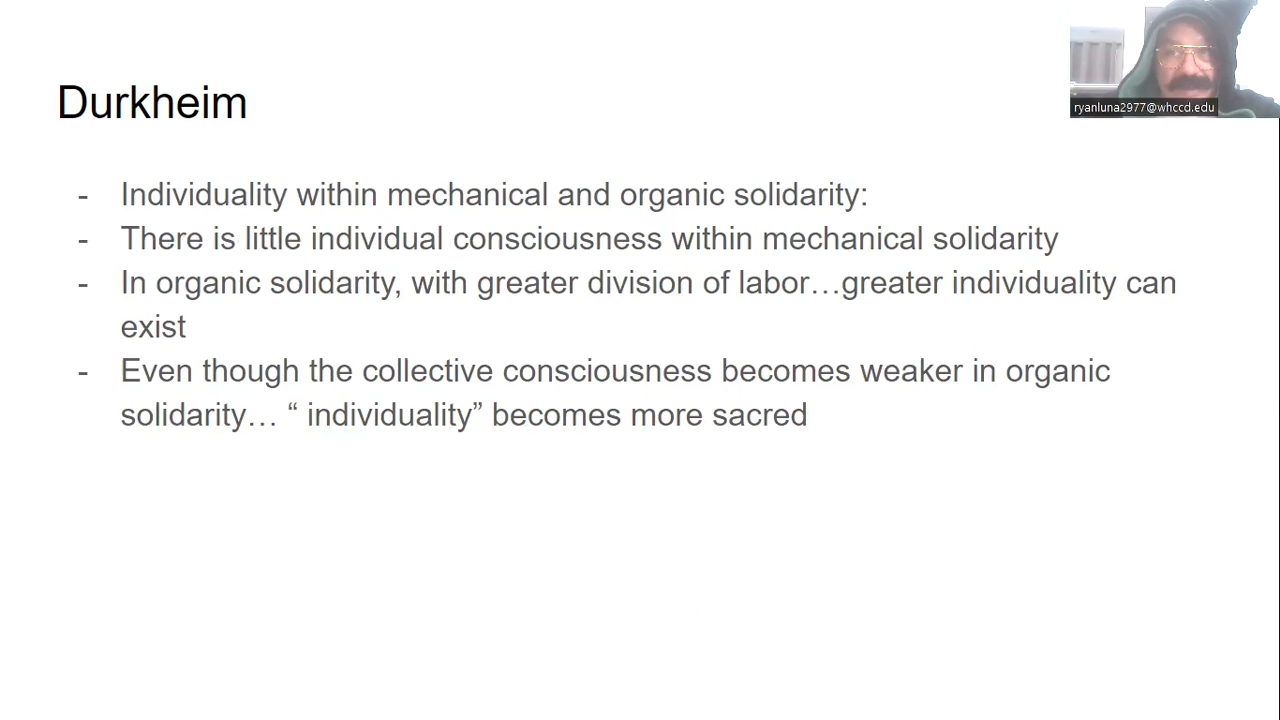 Durkheim
ryanluna2977@whccd.edu
- Individuality within mechanical and organic solidarity:
- There is little individual consciousness within mechanical solidarity
- In organic solidarity, with greater division of labor…greater individuality can
exist
- Even though the collective consciousness becomes weaker in organic
solidarity… “ individuality” becomes more sacred